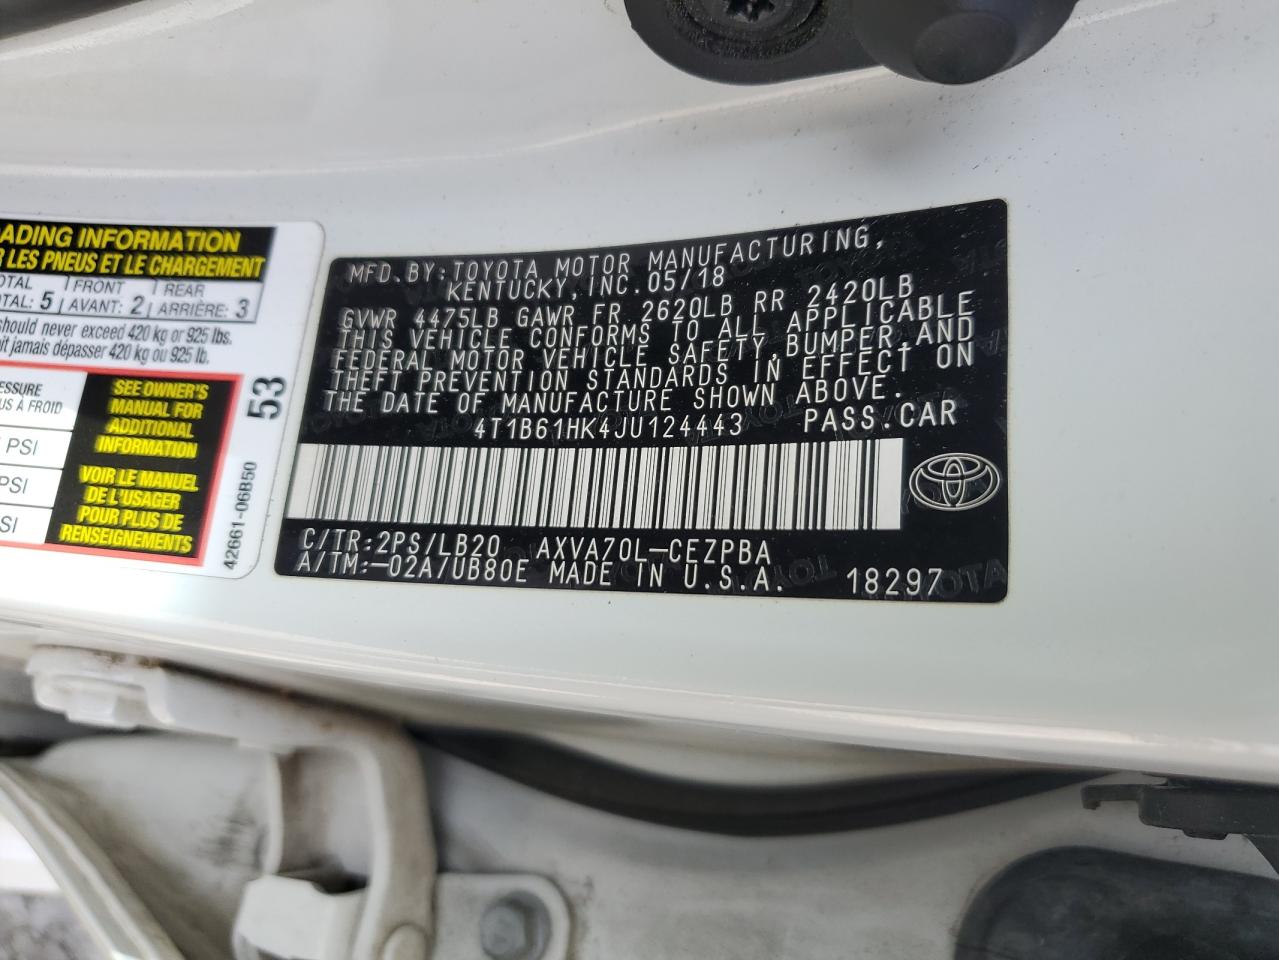 ADING INFORMATION
R LES PNEUS ET LE CHARGEMENT
OTAL FRONT REAR
OTAL: 5 AVANT: 2 ARRIÈRE: 3
hould never exceed 420 kg or 925 lbs.
it jamais dépasser 420 kg ou 925 lb.
ESSURE
US À FROID
PSI
PSI
SI
SEE OWNER'S
MANUAL FOR
ADDITIONAL
INFORMATION
VOIR LE MANUEL
DE L'USAGER
POUR PLUS DE
RENSEIGNEMENTS
53
42661-06B50
MFD.BY:TOYOTA MOTOR MANUFACTURING,
KENTUCKY,INC.05/18
GVWR 4475LB GAWR FR 2620LB RR 2420LB
THIS VEHICLE CONFORMS TO ALL APPLICABLE
FEDERAL MOTOR VEHICLE SAFETY,BUMPER,AND
THEFT PREVENTION STANDARDS IN EFFECT ON
THE DATE OF MANUFACTURE SHOWN ABOVE.
4T1B61HK4JU124443 PASS.CAR
C/TR:2PS/LB20 AXVA70L-CEZPBA
A/TM:-02A/UB80E MADE IN U.S.A. 18297